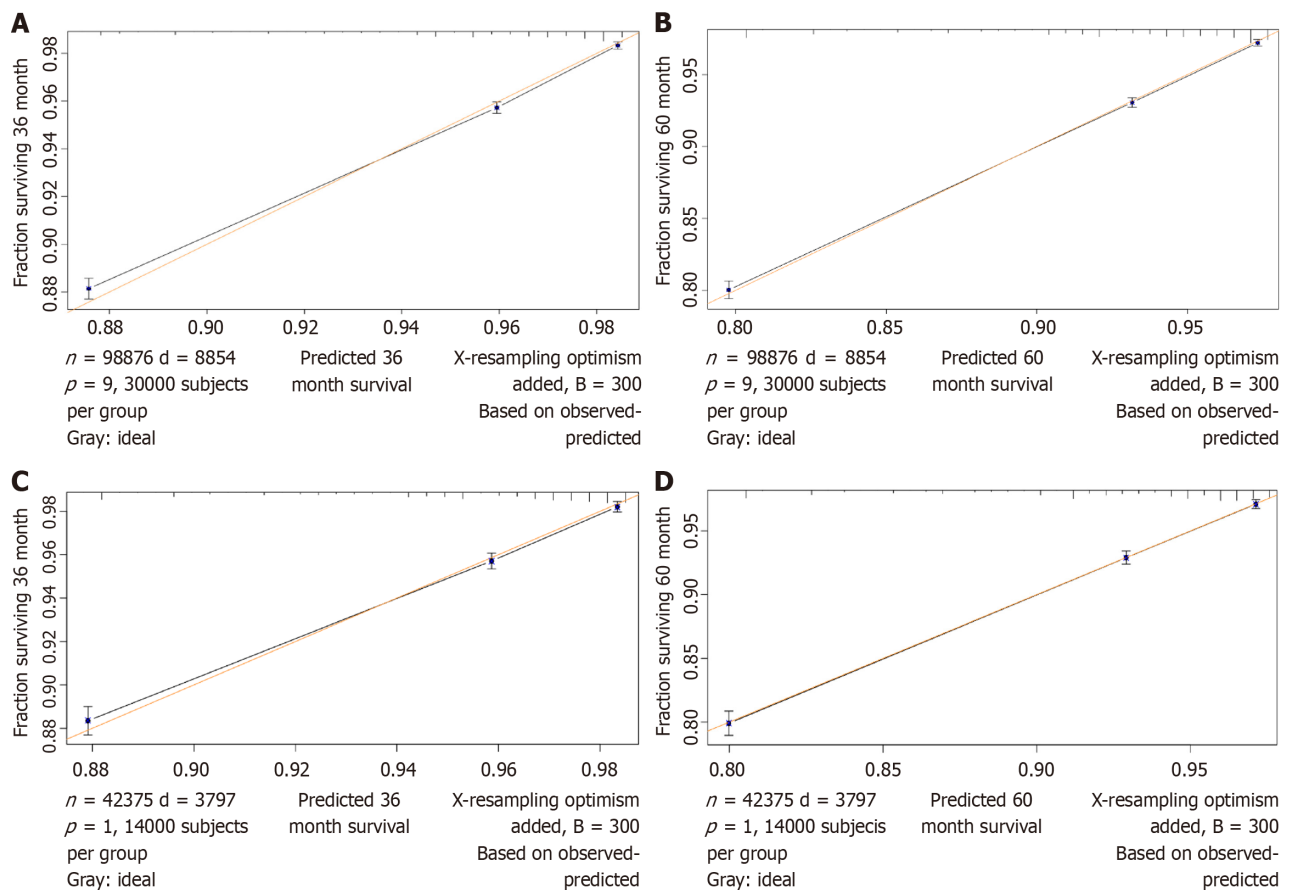 A
Fraction surviving 36 month
0.98
0.96
0.94
0.92
0.90
0.88
0.88 0.90 0.92 0.94 0.96 0.98
n = 98876 d = 8854
p = 9, 30000 subjects
per group
Gray: ideal
Predicted 36
month survival
X-resampling optimism
added, B = 300
Based on observed-
predicted
B
Fraction surviving 60 month
0.95
0.90
0.85
0.80
0.80 0.85 0.90 0.95
n = 98876 d = 8854
p = 9, 30000 subjects
per group
Gray: ideal
Predicted 60
month survival
X-resampling optimism
added, B = 300
Based on observed-
predicted
C
Fraction surviving 36 month
0.98
0.96
0.94
0.92
0.90
0.88
0.88 0.90 0.92 0.94 0.96 0.98
n = 42375 d = 3797
p = 1, 14000 subjects
per group
Gray: ideal
Predicted 36
month survival
X-resampling optimism
added, B = 300
Based on observed-
predicted
D
Fraction surviving 60 month
0.95
0.90
0.85
0.80
0.80 0.85 0.90 0.95
n = 42375 d = 3797
p = 1, 14000 subjecis
per group
Gray: ideal
Predicted 60
month survival
X-resampling optimism
added, B = 300
Based on observed-
predicted